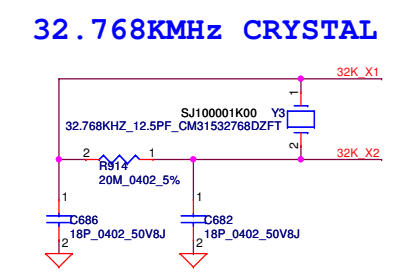 32.768KMHz CRYSTAL
32K_X1
1
SJ100001K00 Y3
32.768KHZ_12.5PF_CM31532768DZFT
2
32K_X2
2 1
R914
20M_0402_5%
1 1
C686 C682
18P_0402_50V8J 18P_0402_50V8J
2 2